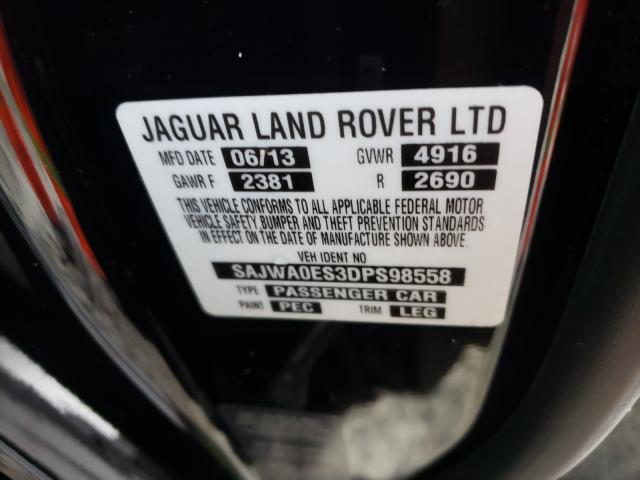 JAGUAR LAND ROVER LTD
MFD DATE 06/13 GVWR 4916
GAWR F 2381 R 2690
THIS VEHICLE CONFORMS TO ALL APPLICABLE FEDERAL MOTOR
VEHICLE SAFETY, BUMPER AND THEFT PREVENTION STANDARDS
IN EFFECT ON THE DATE OF MANUFACTURE SHOWN ABOVE.
VEH IDENT NO
SAJWA0ES3DPS98558
TYPE PASSENGER CAR
PAINT PEC TRIM LEG